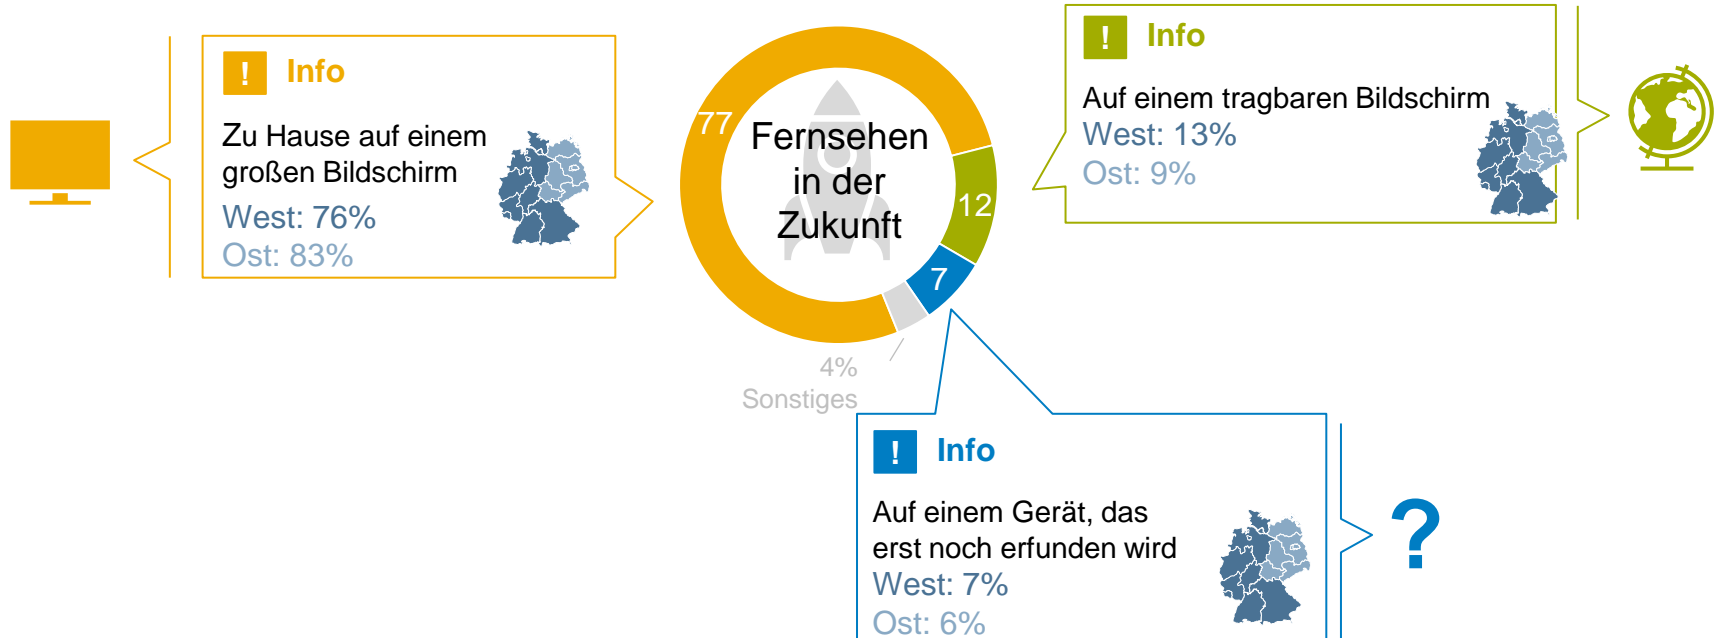 ! Info
Zu Hause auf einem
großen Bildschirm
West: 76%
Ost: 83%
77
Fernsehen
in der
Zukunft
12
7
4%
Sonstiges
! Info
Auf einem tragbaren Bildschirm
West: 13%
Ost: 9%
! Info
Auf einem Gerät, das
erst noch erfunden wird
West: 7%
Ost: 6%
?